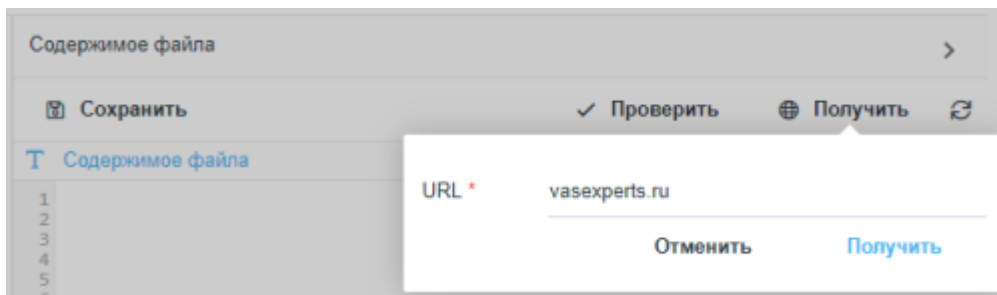 Содержимое файла
Сохранить Проверить Получить
Содержимое файла
URL * vasexperts.ru
Отменить Получить
1
2
3
4
5